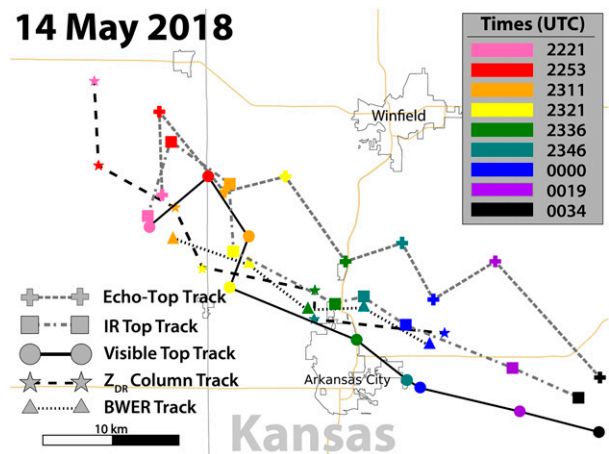 14 May 2018
Times (UTC)
2221
2253
2311
2321
2336
2346
0000
0019
0034
Winfield
Echo-Top Track
IR Top Track
Visible Top Track
ZDR Column Track
BWER Track
Arkansas City
10 km
Kansas